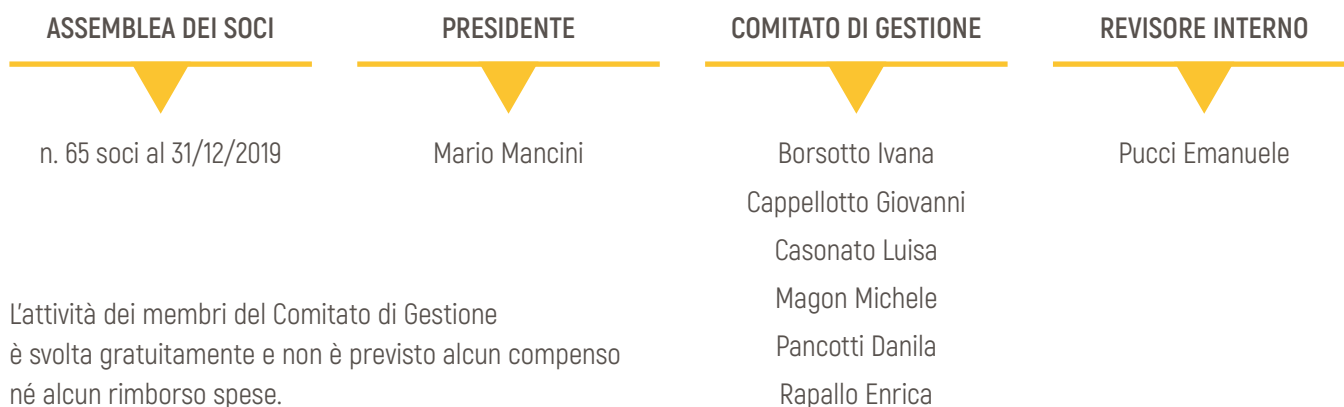 ASSEMBLEA DEI SOCI
n. 65 soci al 31/12/2019
PRESIDENTE
Mario Mancini
COMITATO DI GESTIONE
Borsotto Ivana
Cappellotto Giovanni
Casonato Luisa
Magon Michele
Pancotti Danila
Rapallo Enrica
REVISORE INTERNO
Pucci Emanuele
L'attività dei membri del Comitato di Gestione
è svolta gratuitamente e non è previsto alcun compenso
né alcun rimborso spese.